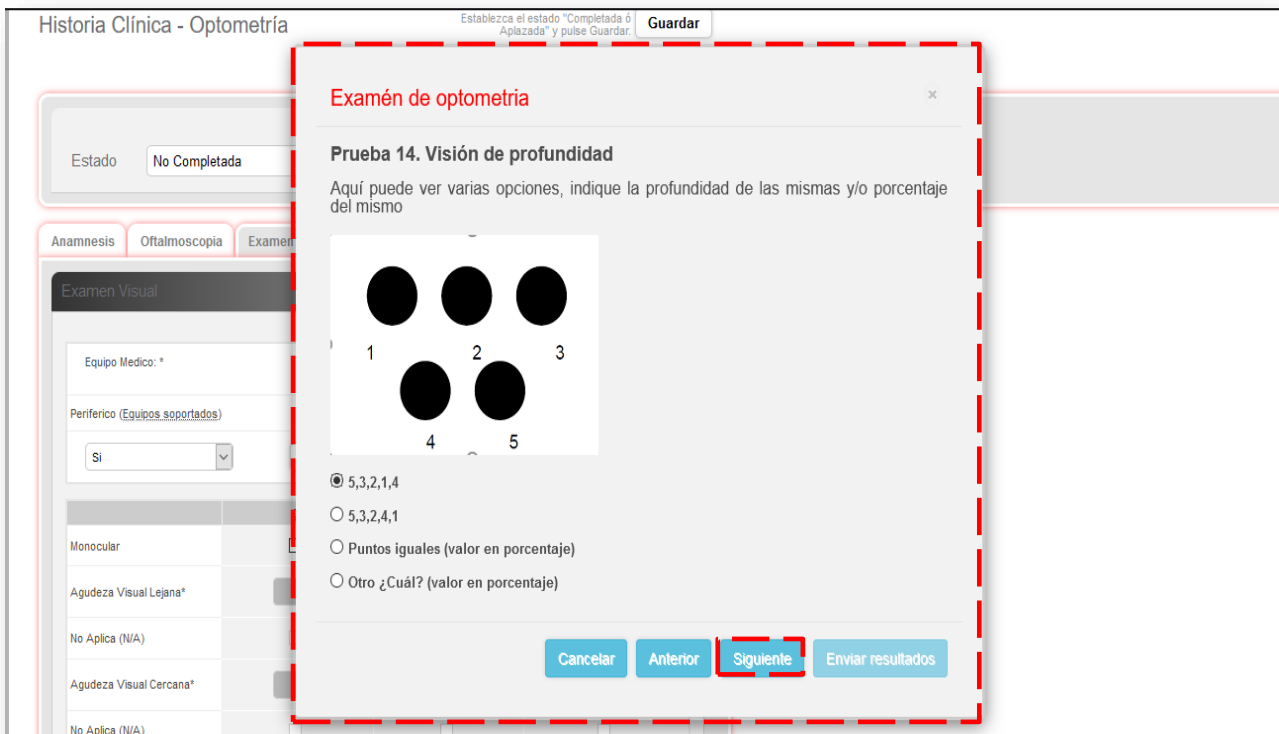 Historia Clínica - Optometría
Establezca el estado "Completada ó
Aplazada" y pulse Guardar.
Guardar
Estado
No Completada
Anamnesis
Oftalmoscopia
Examen
Examen Visual
Equipo Medico: *
Periferico (Equipos soportados)
Si
Monocular
Agudeza Visual Lejana*
No Aplica (N/A)
Agudeza Visual Cercana*
No Aplica (N/A)
Examén de optometria
×
Prueba 14. Visión de profundidad
Aquí puede ver varias opciones, indique la profundidad de las mismas y/o porcentaje
del mismo
1 2 3
4 5
5,3,2,1,4
5,3,2,4,1
Puntos iguales (valor en porcentaje)
Otro ¿Cuál? (valor en porcentaje)
Cancelar
Anterior
Siguiente
Enviar resultados